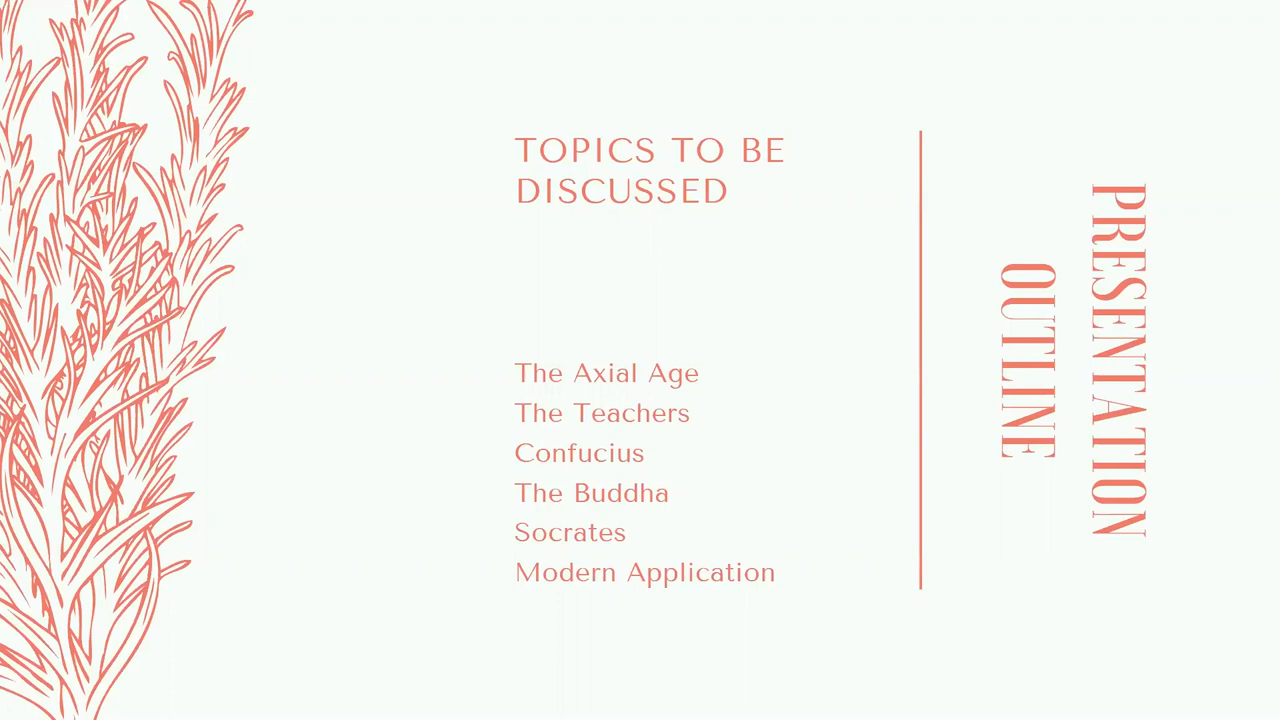 TOPICS TO BE
DISCUSSED
The Axial Age
The Teachers
Confucius
The Buddha
Socrates
Modern Application
PRESENTATION
OUTLINE